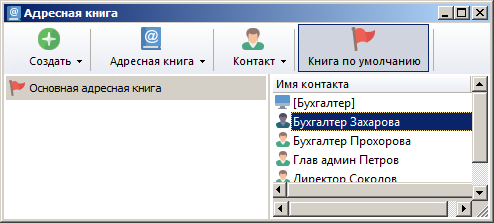 Адресная книга
Создать
Адресная книга
Контакт
Книга по умолчанию
Основная адресная книга
Имя контакта
[Бухгалтер]
Бухгалтер Захарова
Бухгалтер Прохорова
Глав админ Петров
Директор Соколов